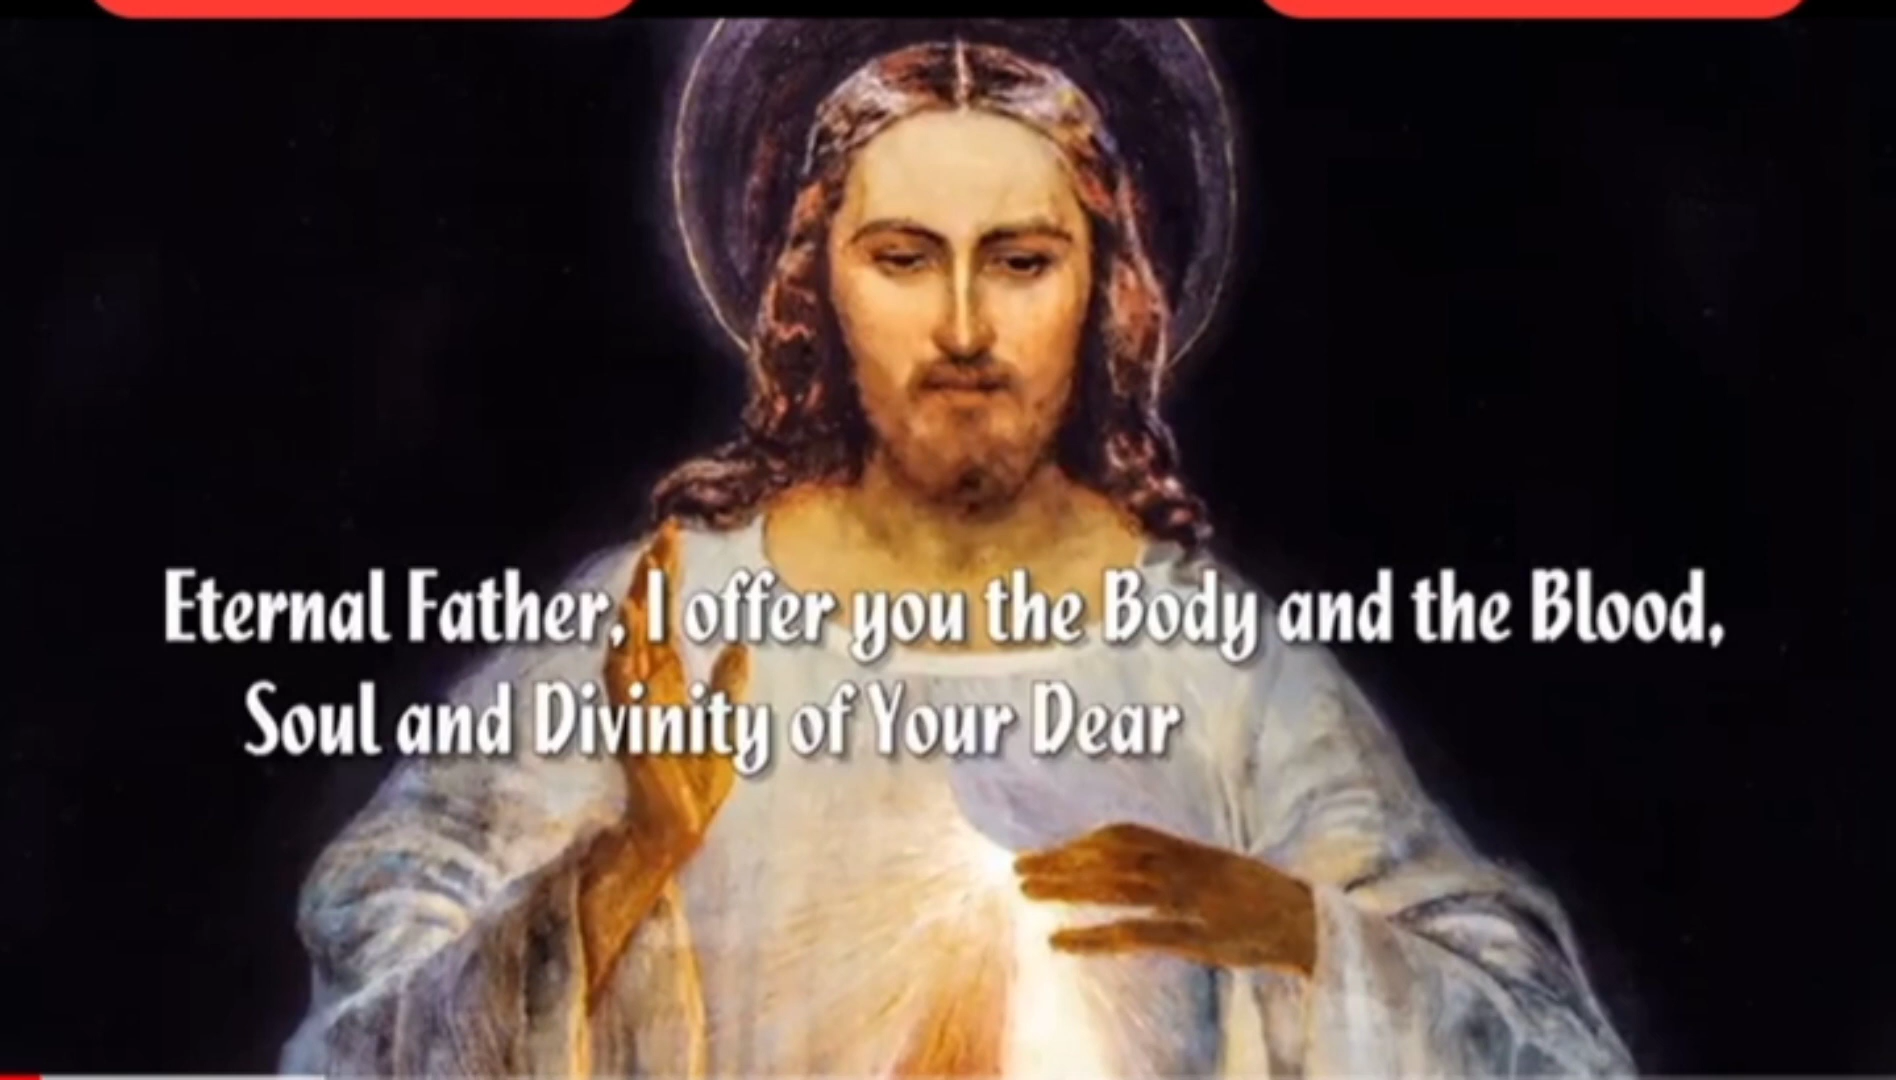 Eternal Father, I offer you the Body and the Blood,
Soul and Divinity of Your Dear